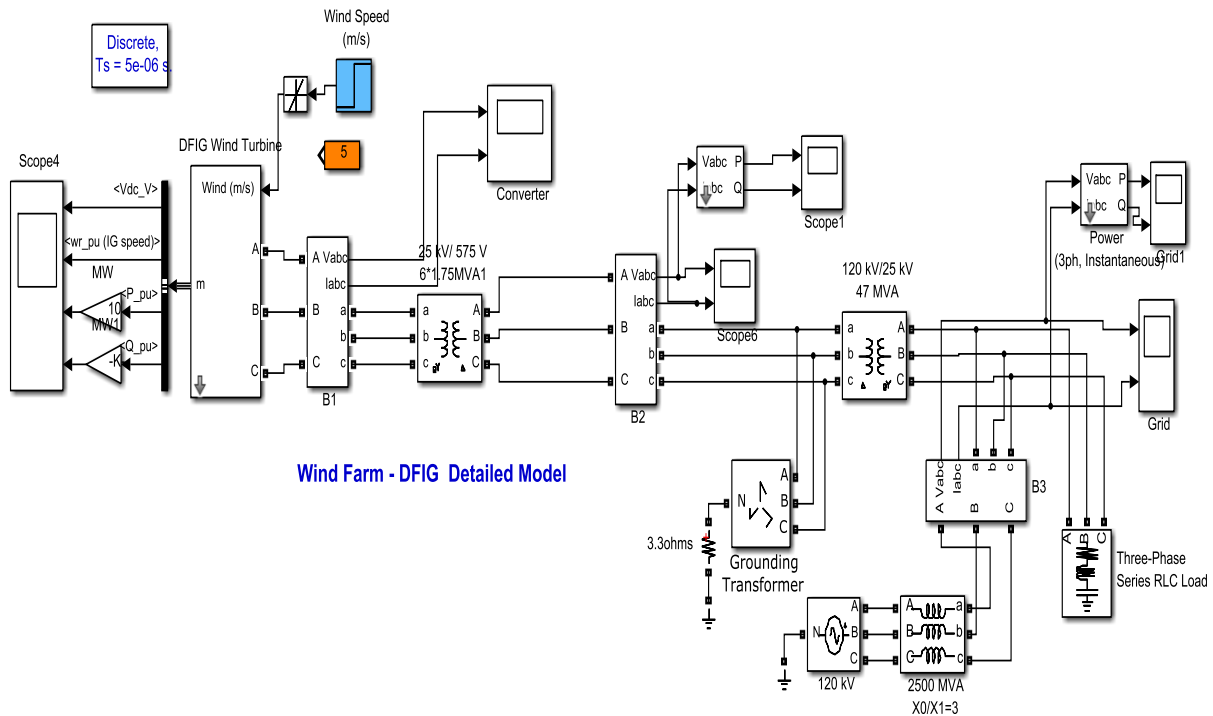 Discrete,
Ts = 5e-06 s.
Wind Speed
(m/s)
5
DFIG Wind Turbine
Scope4
<Vdc_V>
<wr_pu (IG speed)>
MW
<P_pu>
10
MW1
<Q_pu>
-K
m
Wind (m/s)
A
B
C
A Vabc
Iabc
B
a
b
C
c
B1
Converter
25 kV/ 575 V
6*1.75MVA1
a
A
b
B
c
C
A Vabc
Iabc
B
a
b
C
c
B2
Vabc
P
Q
Scope1
Scope6
120 kV/25 kV
47 MVA
a
A
b
B
c
C
Vabc
P
Q
Power
(3ph, Instantaneous)
Grid1
Grid
Wind Farm - DFIG Detailed Model
N
A
B
C
3.3ohms
Grounding
Transformer
Vabc
Iabc
a
b
c
A
B
C
B3
A
B
C
Three-Phase
Series RLC Load
N
A
B
C
120 kV
A
a
B
b
C
c
2500 MVA
X0/X1=3